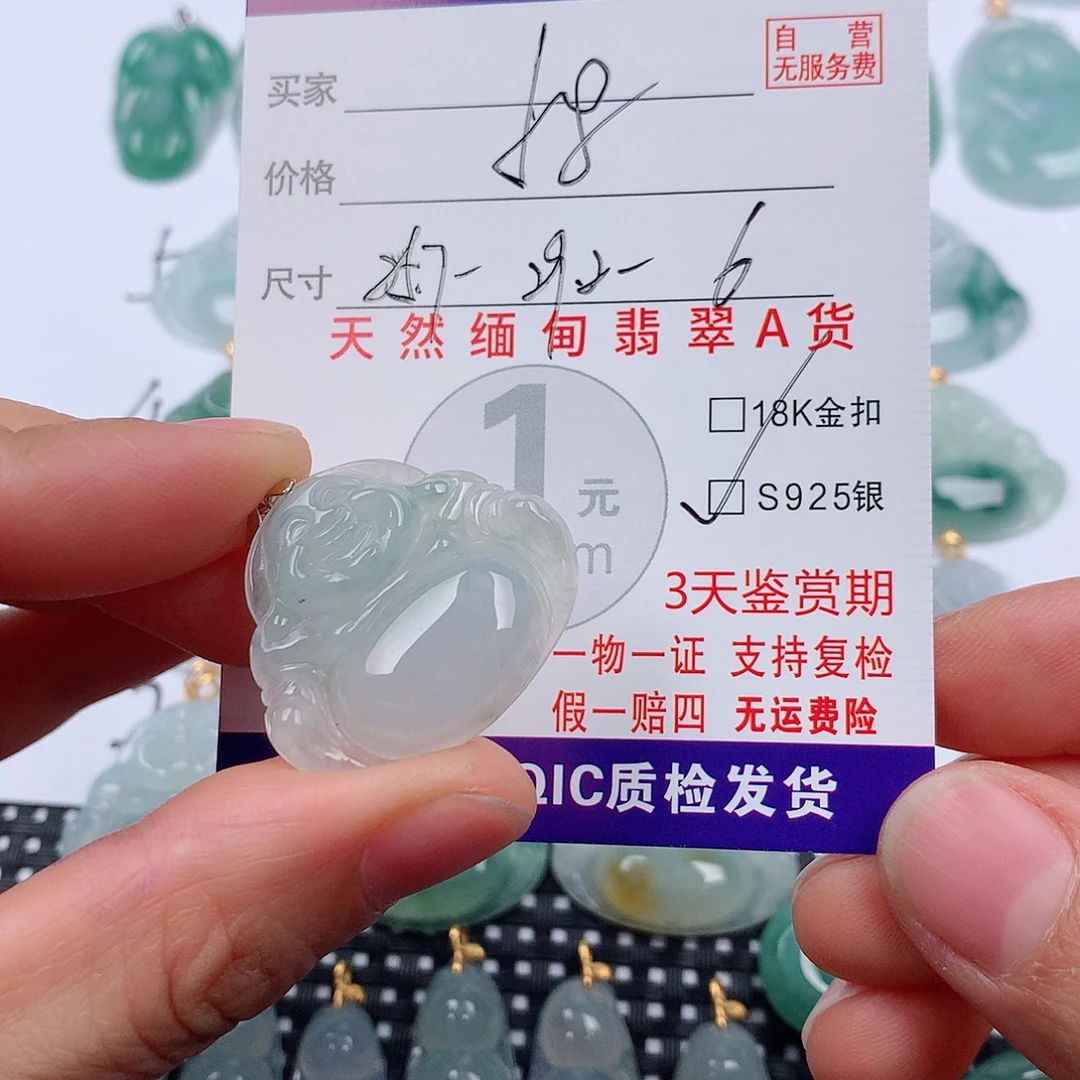 自 营
无服务费
买家
价格
尺寸
天然缅甸翡翠A货
1
元
m
□18K金扣
□S925银
3天鉴赏期
一物一证 支持复检
假一赔四 无运费险
QIC质检发货